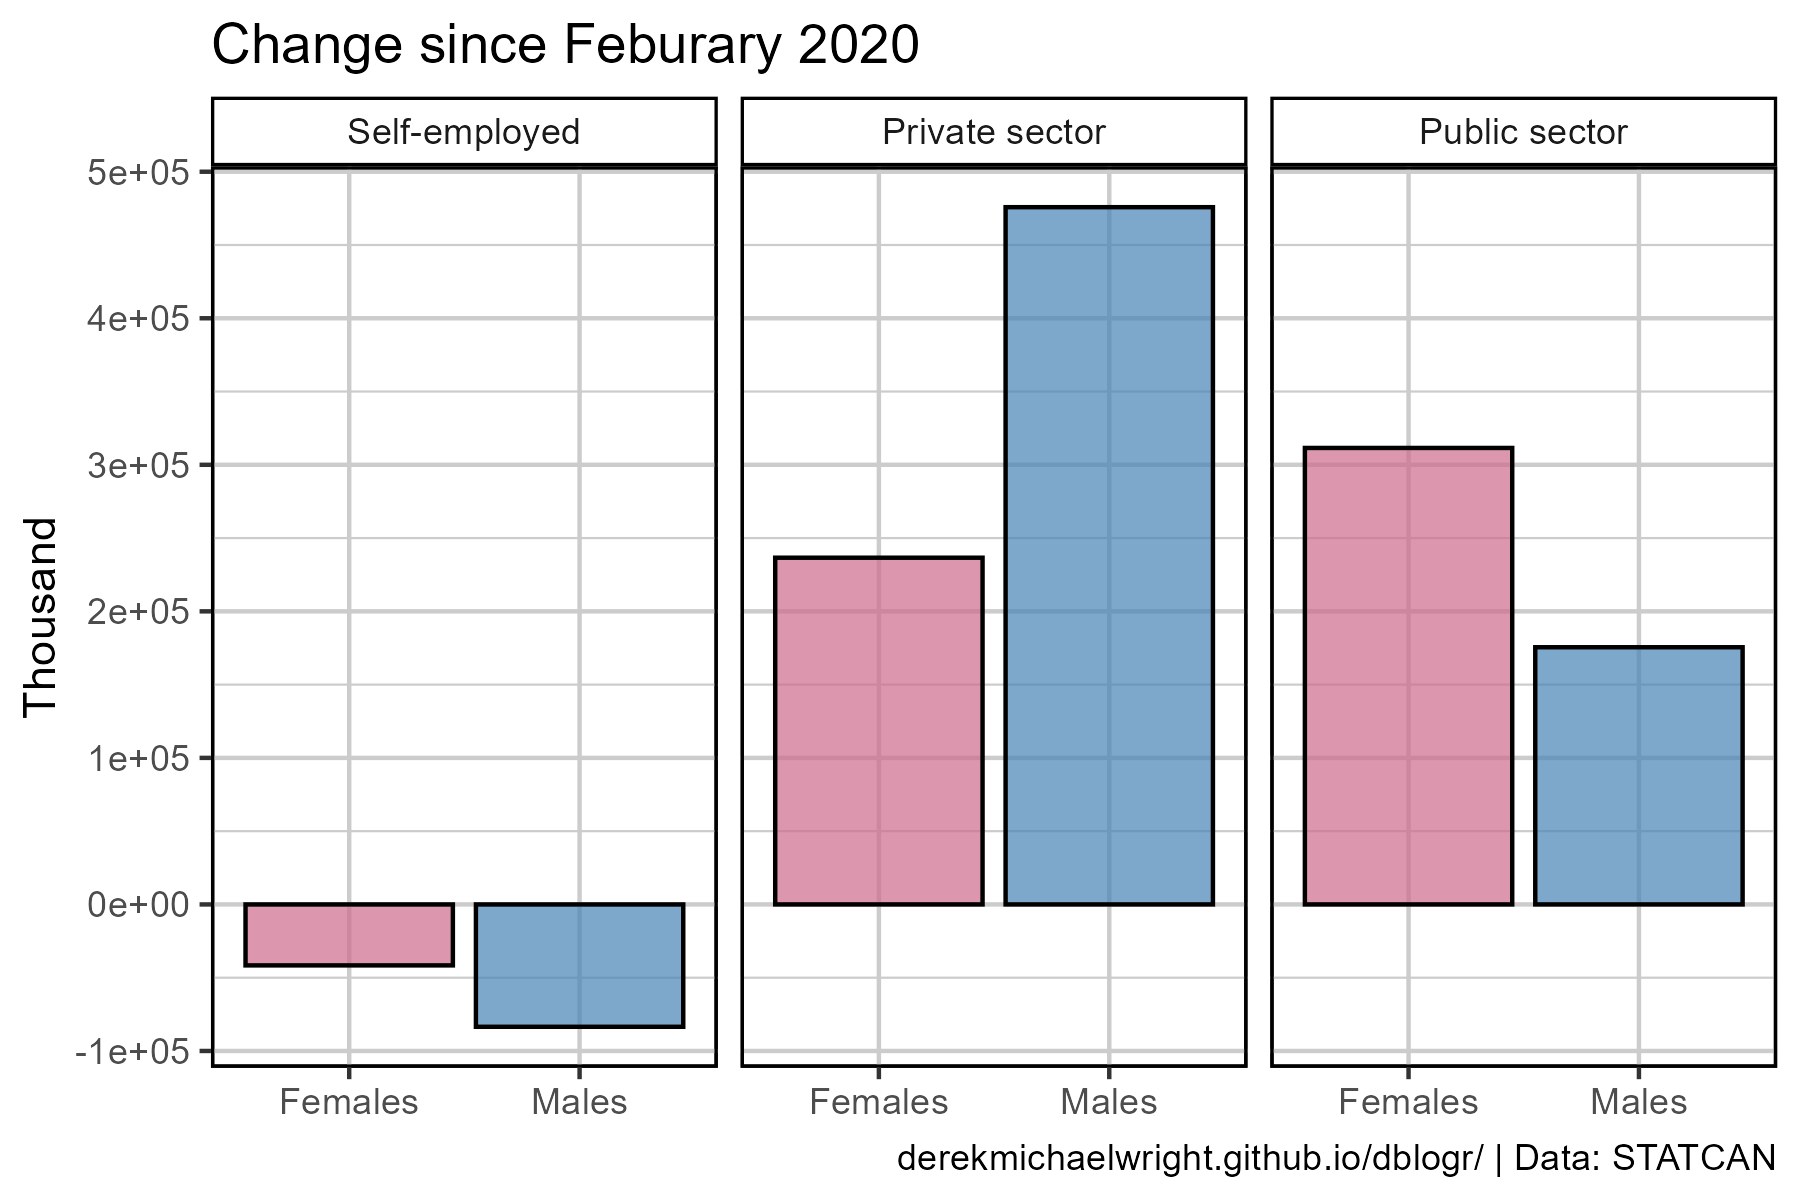 Change since Feburary 2020
Self-employed
Private sector
Public sector
Thousand
5e+05
4e+05
3e+05
2e+05
1e+05
0e+00
-1e+05
Females Males
Females Males
Females Males
derekmichaelwright.github.io/dblogr/ | Data: STATCAN